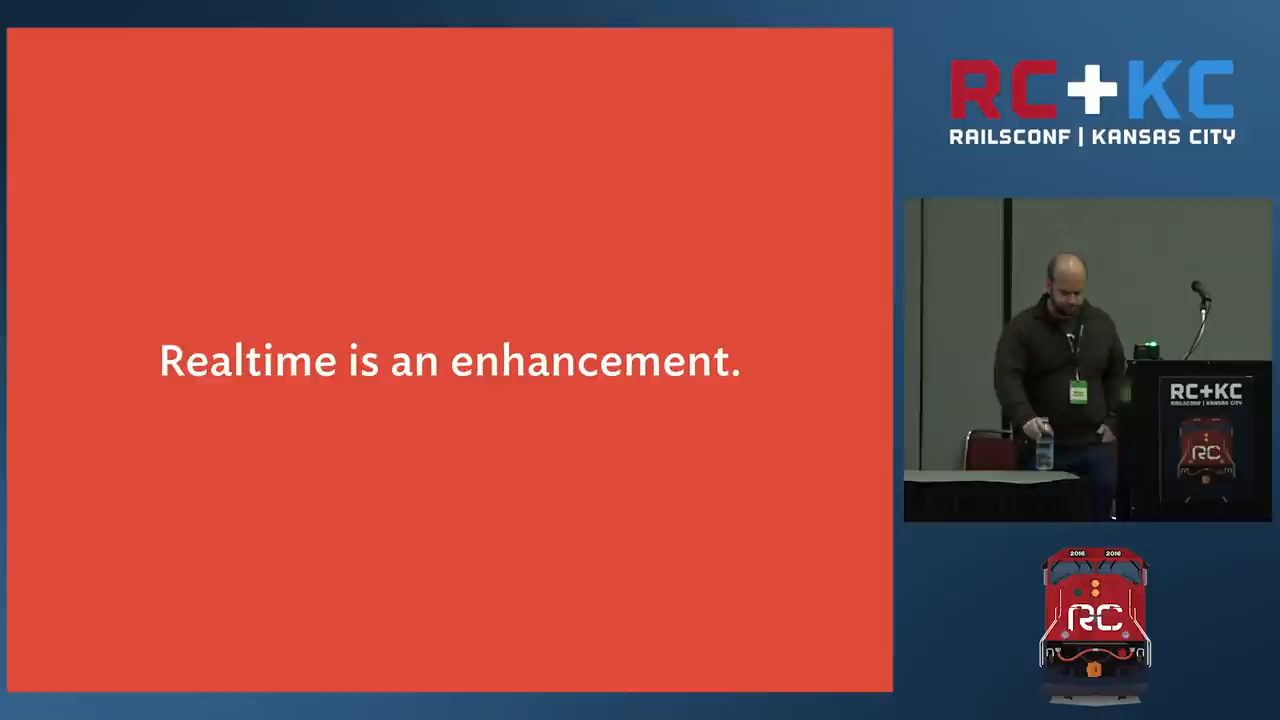 Realtime is an enhancement.
RC+KC
RAILSCONF | KANSAS CITY
RC+KC
RAILSCONF | KANSAS CITY
RC
2016 2016
RC